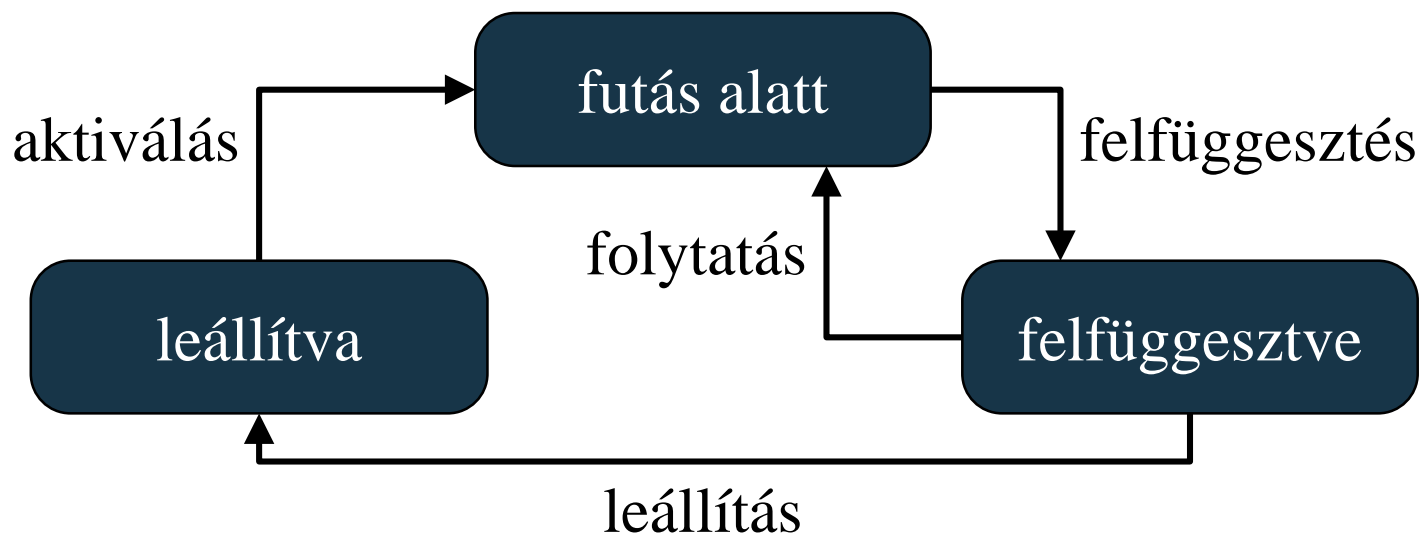 futás alatt
aktiválás
felfüggesztés
folytatás
leállítva
felfüggesztve
leállítás